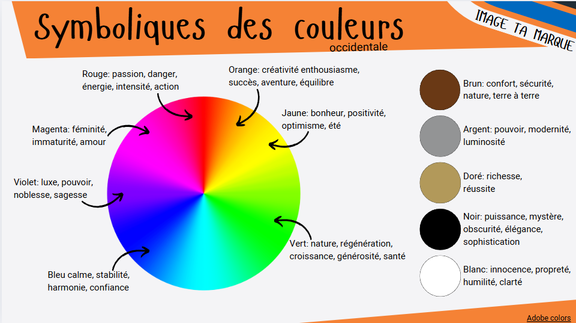 Symboliques des couleurs
occidentale
IMAGE TA MARQUE
Rouge: passion, danger,
énergie, intensité, action
Orange: créativité enthousiasme,
succès, aventure, équilibre
Jaune: bonheur, positivité,
optimisme, été
Magenta: féminité,
immaturité, amour
Violet: luxe, pouvoir,
noblesse, sagesse
Vert: nature, régénération,
croissance, générosité, santé
Bleu calme, stabilité,
harmonie, confiance
Brun: confort, sécurité,
nature, terre à terre
Argent: pouvoir, modernité,
luminosité
Doré: richesse,
réussite
Noir: puissance, mystère,
obscurité, élégance,
sophistication
Blanc: innocence, propreté,
humilité, clarté
Adobe colors